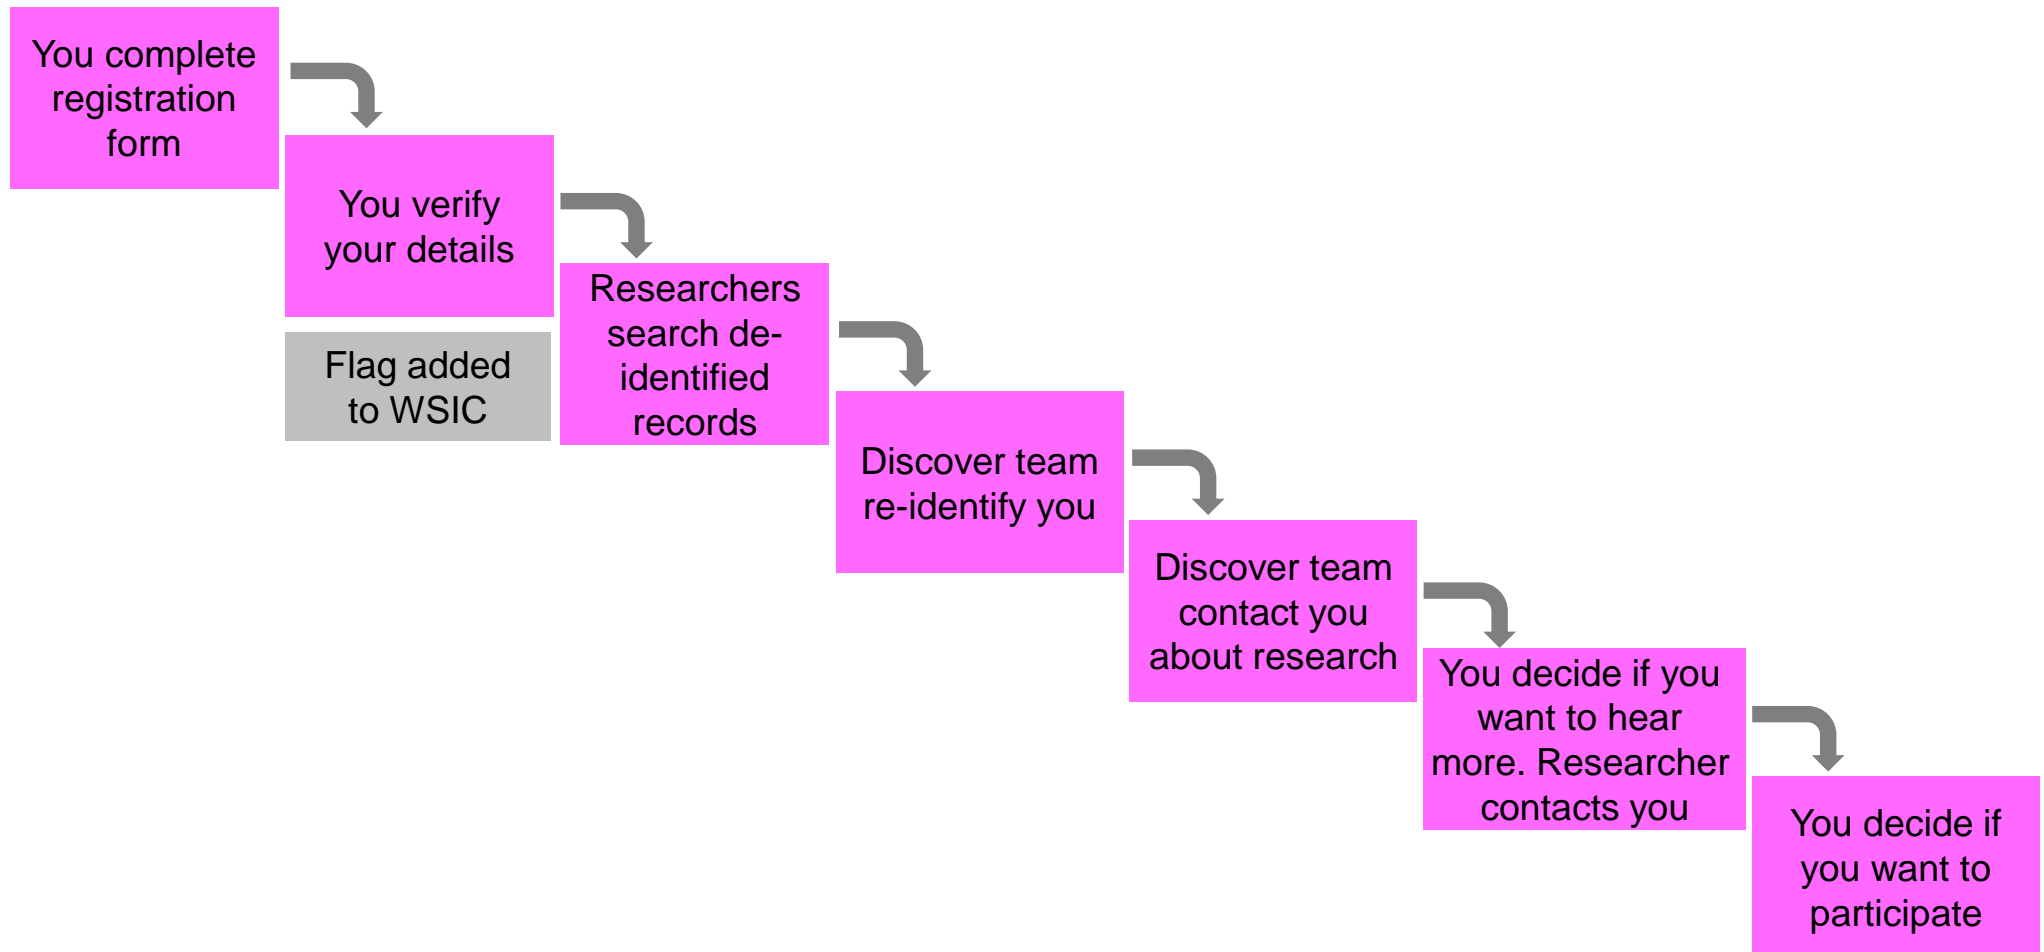 You complete
registration
form
You verify
your details
Flag added
to WSIC
Researchers
search de-
identified
records
Discover team
re-identify you
Discover team
contact you
about research
You decide if you
want to hear
more. Researcher
contacts you
You decide if
you want to
participate